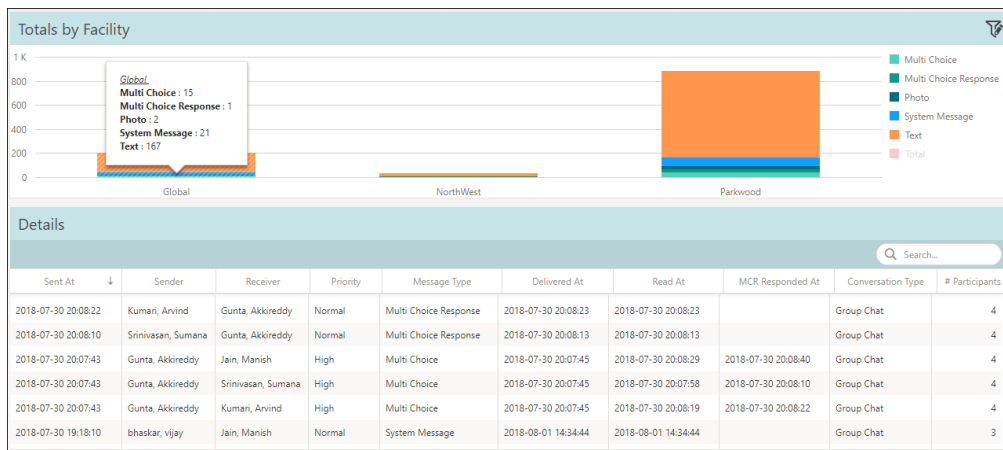 Totals by Facility
1 K
800
600
400
200
0
Global
Multi Choice : 15
Multi Choice Response : 1
Photo : 2
System Message : 21
Text : 167
Global NorthWest Parkwood
Multi Choice
Multi Choice Response
Photo
System Message
Text
Total
Details
Search...
Sent At ↓ Sender Receiver Priority Message Type Delivered At Read At MCR Responded At Conversation Type # Participants
2018-07-30 20:08:22 Kumari, Arvind Gunta, Akkireddy Normal Multi Choice Response 2018-07-30 20:08:23 2018-07-30 20:08:23 Group Chat 4
2018-07-30 20:08:10 Srinivasan, Sumana Gunta, Akkireddy Normal Multi Choice Response 2018-07-30 20:08:13 2018-07-30 20:08:13 Group Chat 4
2018-07-30 20:07:43 Gunta, Akkireddy Jain, Manish High Multi Choice 2018-07-30 20:07:45 2018-07-30 20:08:29 2018-07-30 20:08:40 Group Chat 4
2018-07-30 20:07:43 Gunta, Akkireddy Srinivasan, Sumana High Multi Choice 2018-07-30 20:07:45 2018-07-30 20:07:58 2018-07-30 20:08:10 Group Chat 4
2018-07-30 20:07:43 Gunta, Akkireddy Kumari, Arvind High Multi Choice 2018-07-30 20:07:45 2018-07-30 20:08:19 2018-07-30 20:08:22 Group Chat 4
2018-07-30 19:18:10 bhaskar, vijay Jain, Manish Normal System Message 2018-08-01 14:34:44 2018-08-01 14:34:44 Group Chat 3